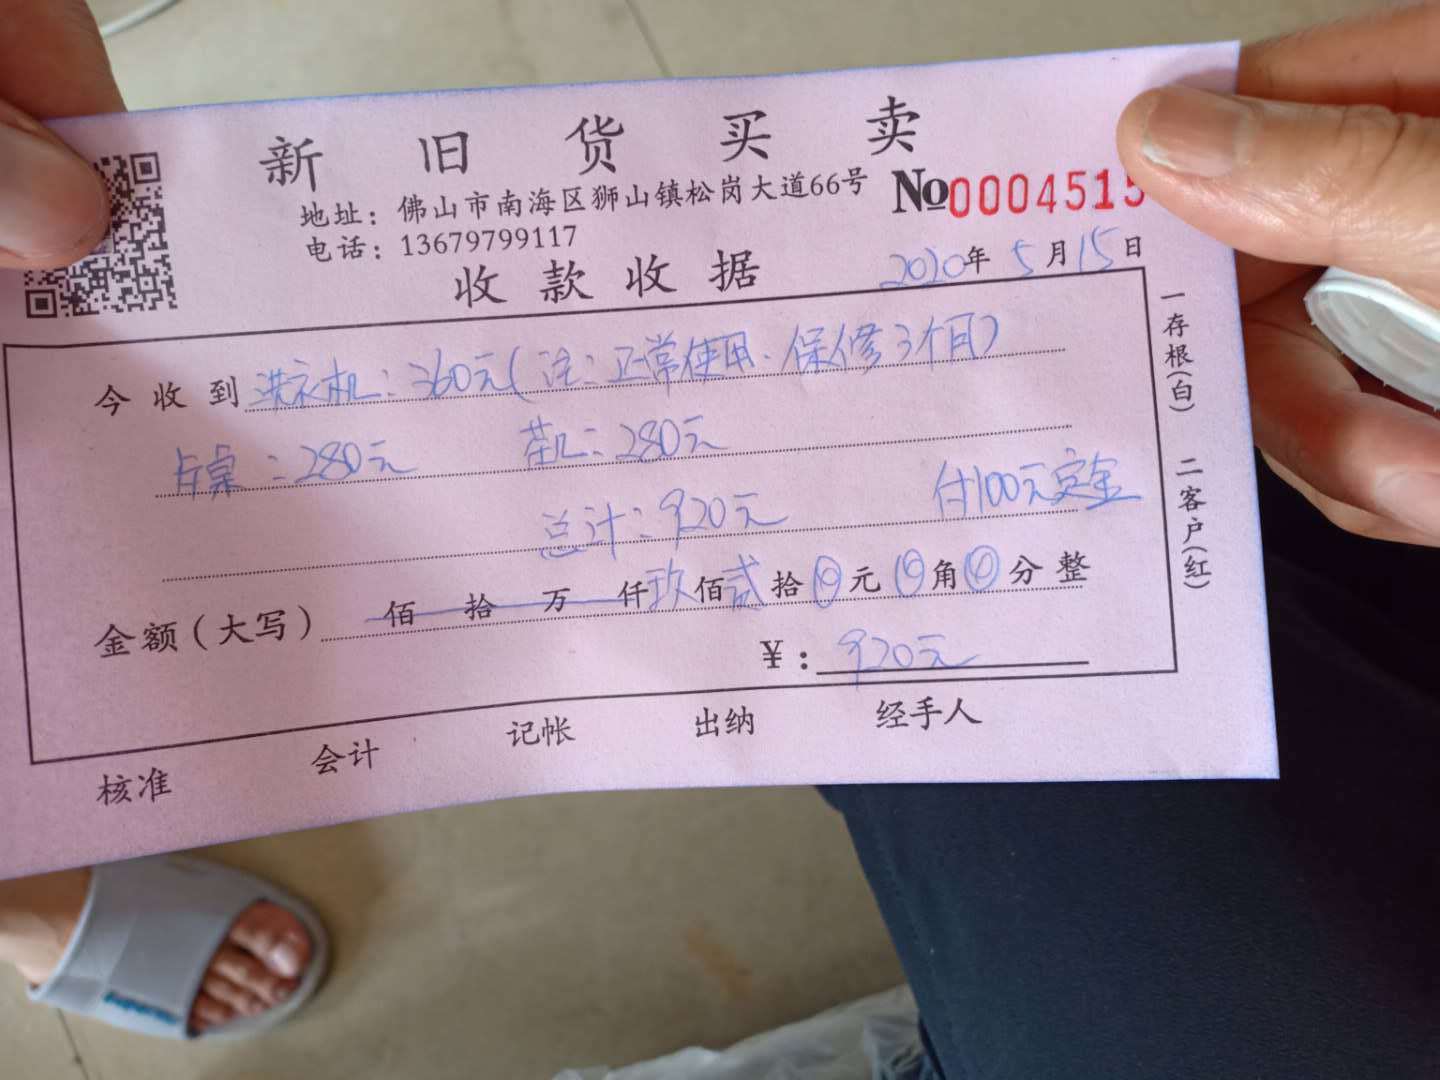 新旧货买卖
地址：佛山市南海区狮山镇松岗大道66号
电话：13679799117
No0004515
收款收据
2020年5月15日
今收到洗衣机：360元（注：正常使用．保修3个月）
桌：280元 茶几：280元
总计：920元 付100元定金
金额（大写） 佰 拾 万 仟玖佰贰拾零元零角零分整
¥：920元
核准 会计 记帐 出纳 经手人
一存根（白） 二客户（红）